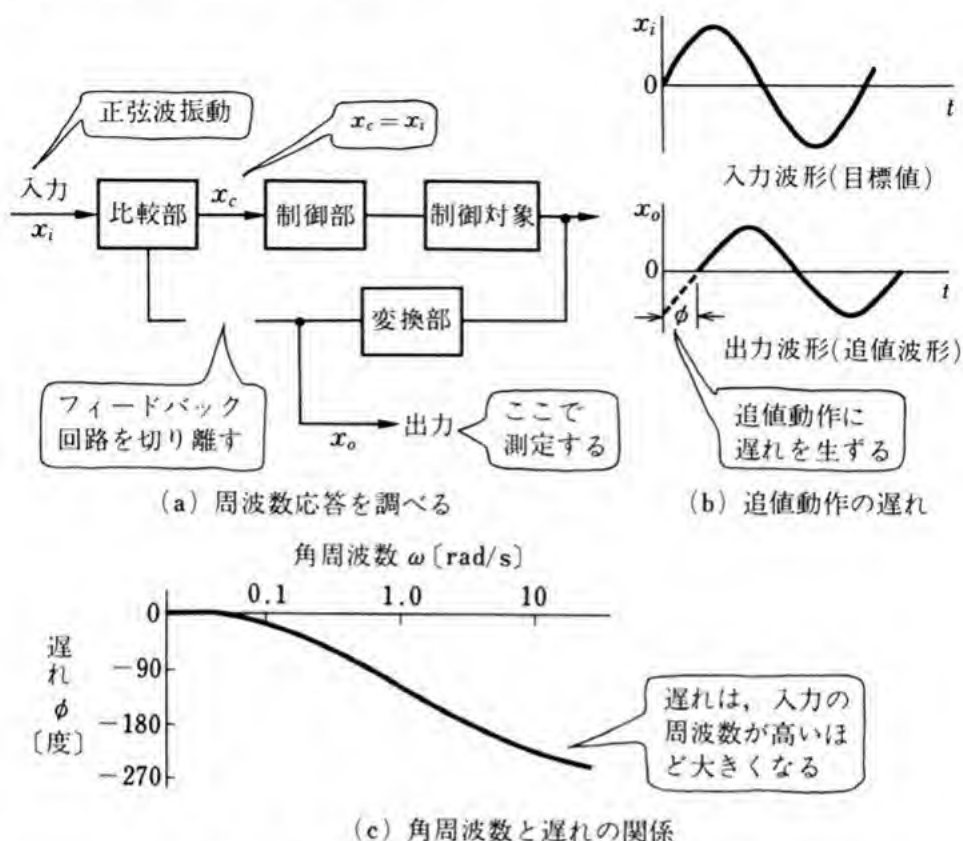 正弦波振動
x_c = x_i
入力
x_i
比較部
x_c
制御部
制御対象
変換部
フィードバック
回路を切り離す
x_o
出力
ここで
測定する
(a) 周波数応答を調べる
x_i
0
t
入力波形(目標値)
x_o
0
t
φ
出力波形(追値波形)
追値動作に
遅れを生ずる
(b) 追値動作の遅れ
角周波数 ω〔rad/s〕
0.1 1.0 10
0
-90
-180
-270
遅れ φ〔度〕
遅れは，入力の
周波数が高いほ
ど大きくなる
(c) 角周波数と遅れの関係